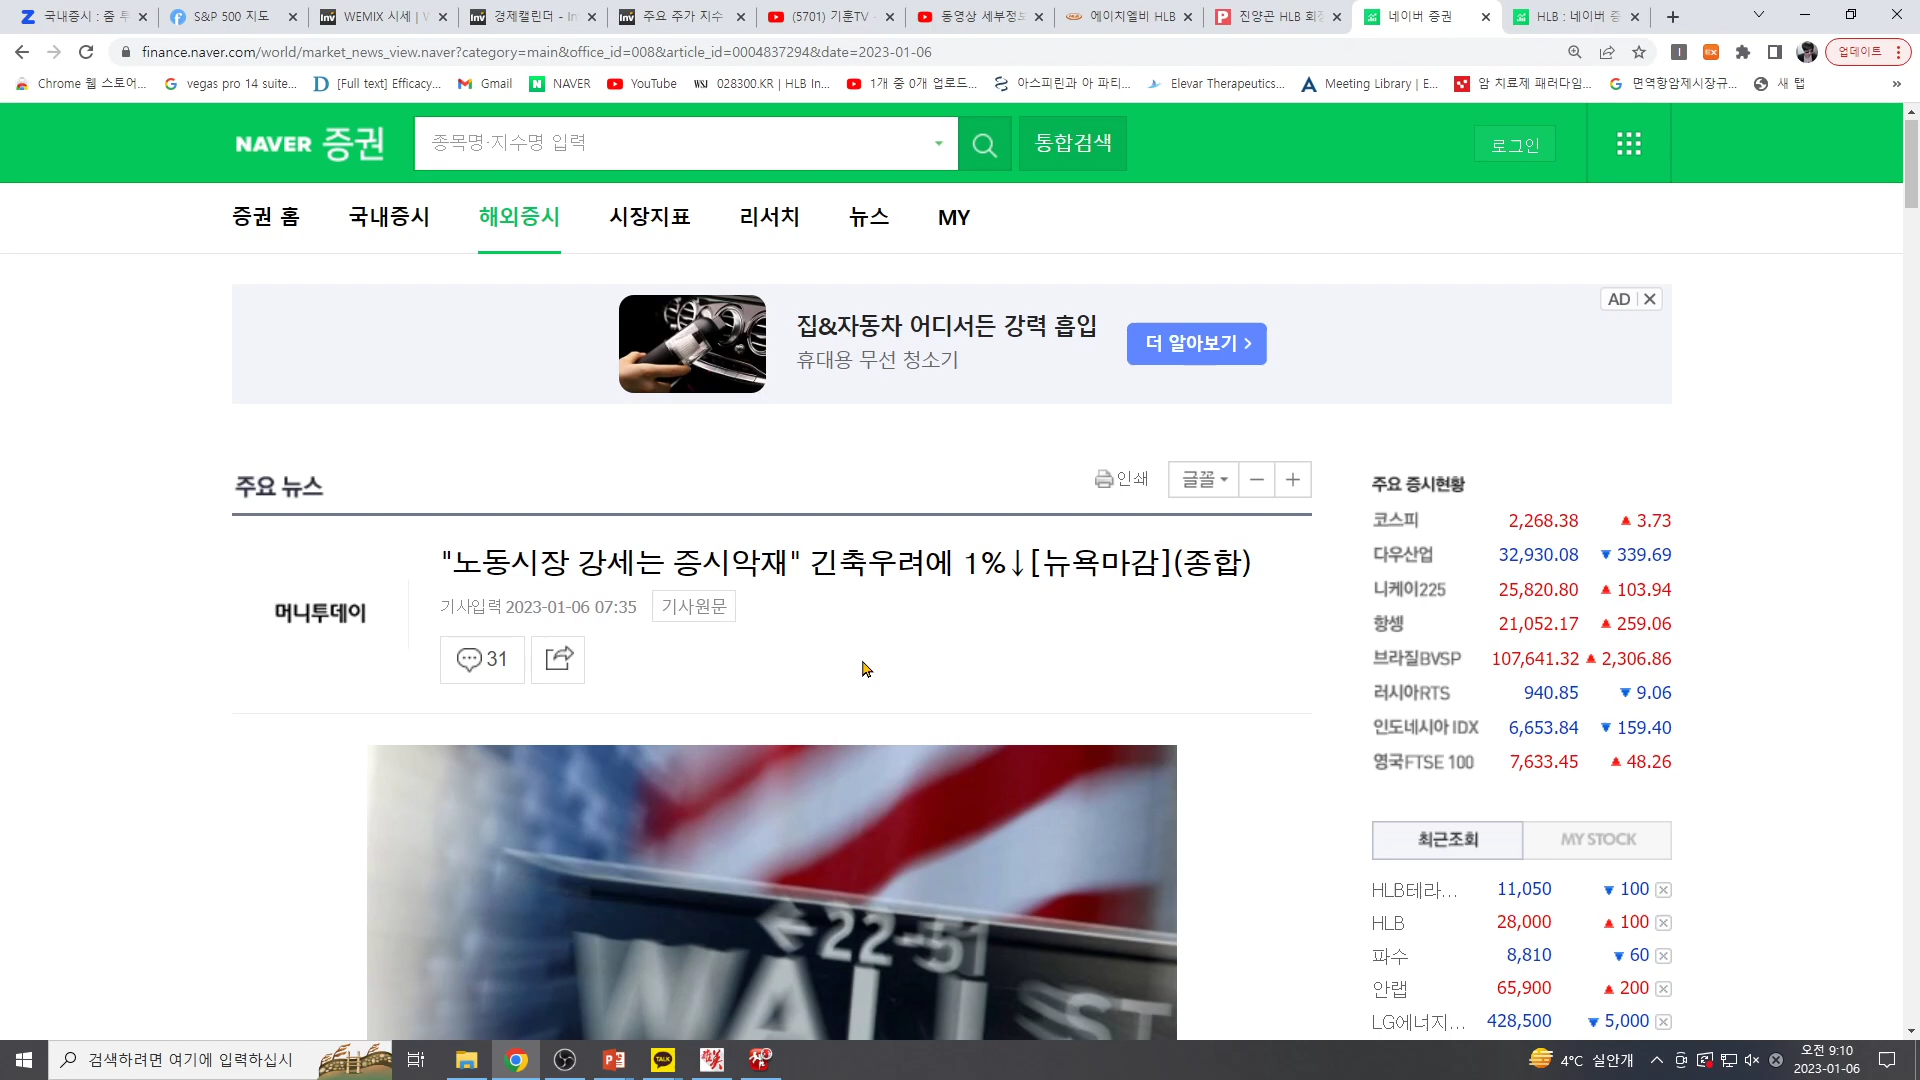 국내증시 : 줌 투
S&P 500 지도
WEMIX 시세 | W
경제캘린더 - In
주요 주가 지수
(5701) 기훈TV -
동영상 세부정보
에이치엘비 HLB
진양곤 HLB 회장
네이버 증권
HLB : 네이버 증
finance.naver.com/world/market_news_view.naver?category=main&office_id=008&article_id=0004837294&date=2023-01-06
업데이트
Chrome 웹 스토어...
vegas pro 14 suite...
[Full text] Efficacy...
Gmail
NAVER
YouTube
028300.KR | HLB In...
1개 중 0개 업로드...
아스피린과 아 파티...
Elevar Therapeutics...
Meeting Library | E...
암 치료제 패러다임...
면역항암제시장규...
새 탭
NAVER 증권
종목명·지수명 입력
통합검색
로그인
증권 홈 국내증시 해외증시 시장지표 리서치 뉴스 MY
AD
집&자동차 어디서든 강력 흡입
휴대용 무선 청소기
더 알아보기 >
주요 뉴스
인쇄
글꼴
머니투데이
"노동시장 강세는 증시악재" 긴축우려에 1%↓[뉴욕마감](종합)
기사입력 2023-01-06 07:35 기사원문
31
←22-51
WALL ST
주요 증시현황
코스피 2,268.38 ▲ 3.73
다우산업 32,930.08 ▼ 339.69
니케이225 25,820.80 ▲ 103.94
항셍 21,052.17 ▲ 259.06
브라질BVSP 107,641.32 ▲ 2,306.86
러시아RTS 940.85 ▼ 9.06
인도네시아 IDX 6,653.84 ▼ 159.40
영국FTSE 100 7,633.45 ▲ 48.26
최근조회 MY STOCK
HLB테라... 11,050 ▼ 100
HLB 28,000 ▲ 100
파수 8,810 ▼ 60
안랩 65,900 ▲ 200
LG에너지... 428,500 ▼ 5,000
검색하려면 여기에 입력하십시
TALK
4°C 실안개
오전 9:10
2023-01-06